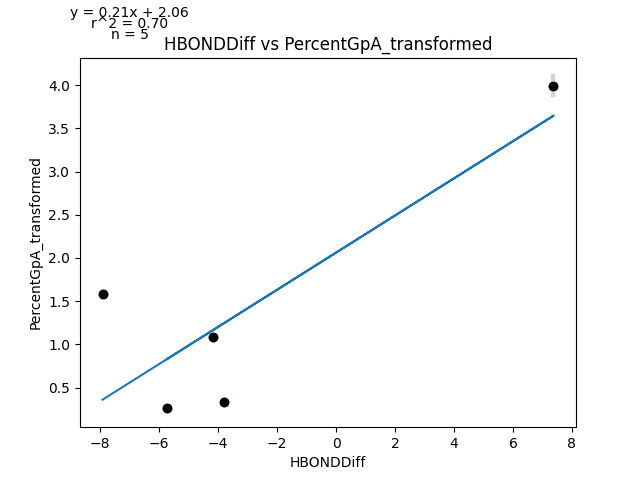 y = 0.21x + 2.06
r^2 = 0.70
n = 5
HBONDDiff vs PercentGpA_transformed
4.0
3.5
3.0
2.5
2.0
1.5
1.0
0.5
PercentGpA_transformed
−8 −6 −4 −2 0 2 4 6 8
HBONDDiff